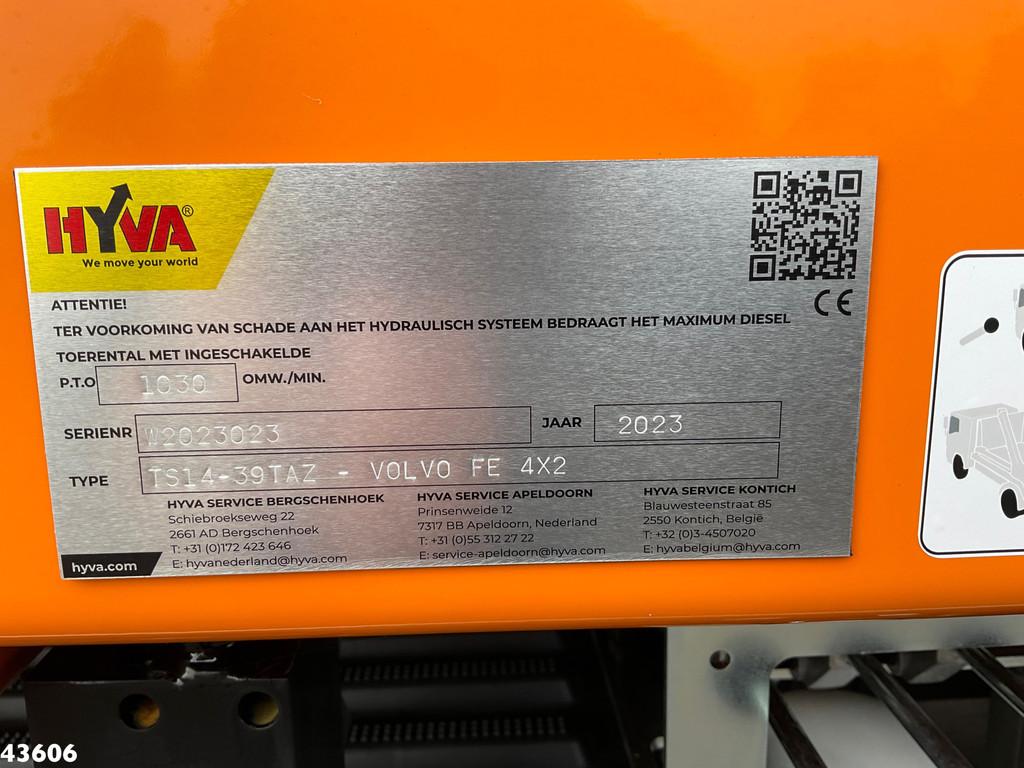 HYVA®
We move your world
CE
ATTENTIE!
TER VOORKOMING VAN SCHADE AAN HET HYDRAULISCH SYSTEEM BEDRAAGT HET MAXIMUM DIESEL
TOERENTAL MET INGESCHAKELDE
P.T.O 1030 OMW./MIN.
SERIENR W2023023 JAAR 2023
TYPE TS14-39TAZ - VOLVO FE 4X2
HYVA SERVICE BERGSCHENHOEK
Schiebroekseweg 22
2661 AD Bergschenhoek
T: +31 (0)172 423 646
E: hyvanederland@hyva.com
HYVA SERVICE APELDOORN
Prinsenweide 12
7317 BB Apeldoorn, Nederland
T: +31 (0)55 312 27 22
E: service-apeldoorn@hyva.com
HYVA SERVICE KONTICH
Blauwesteenstraat 85
2550 Kontich, België
T: +32 (0)3-4507020
E: hyvabelgium@hyva.com
hyva.com
43606